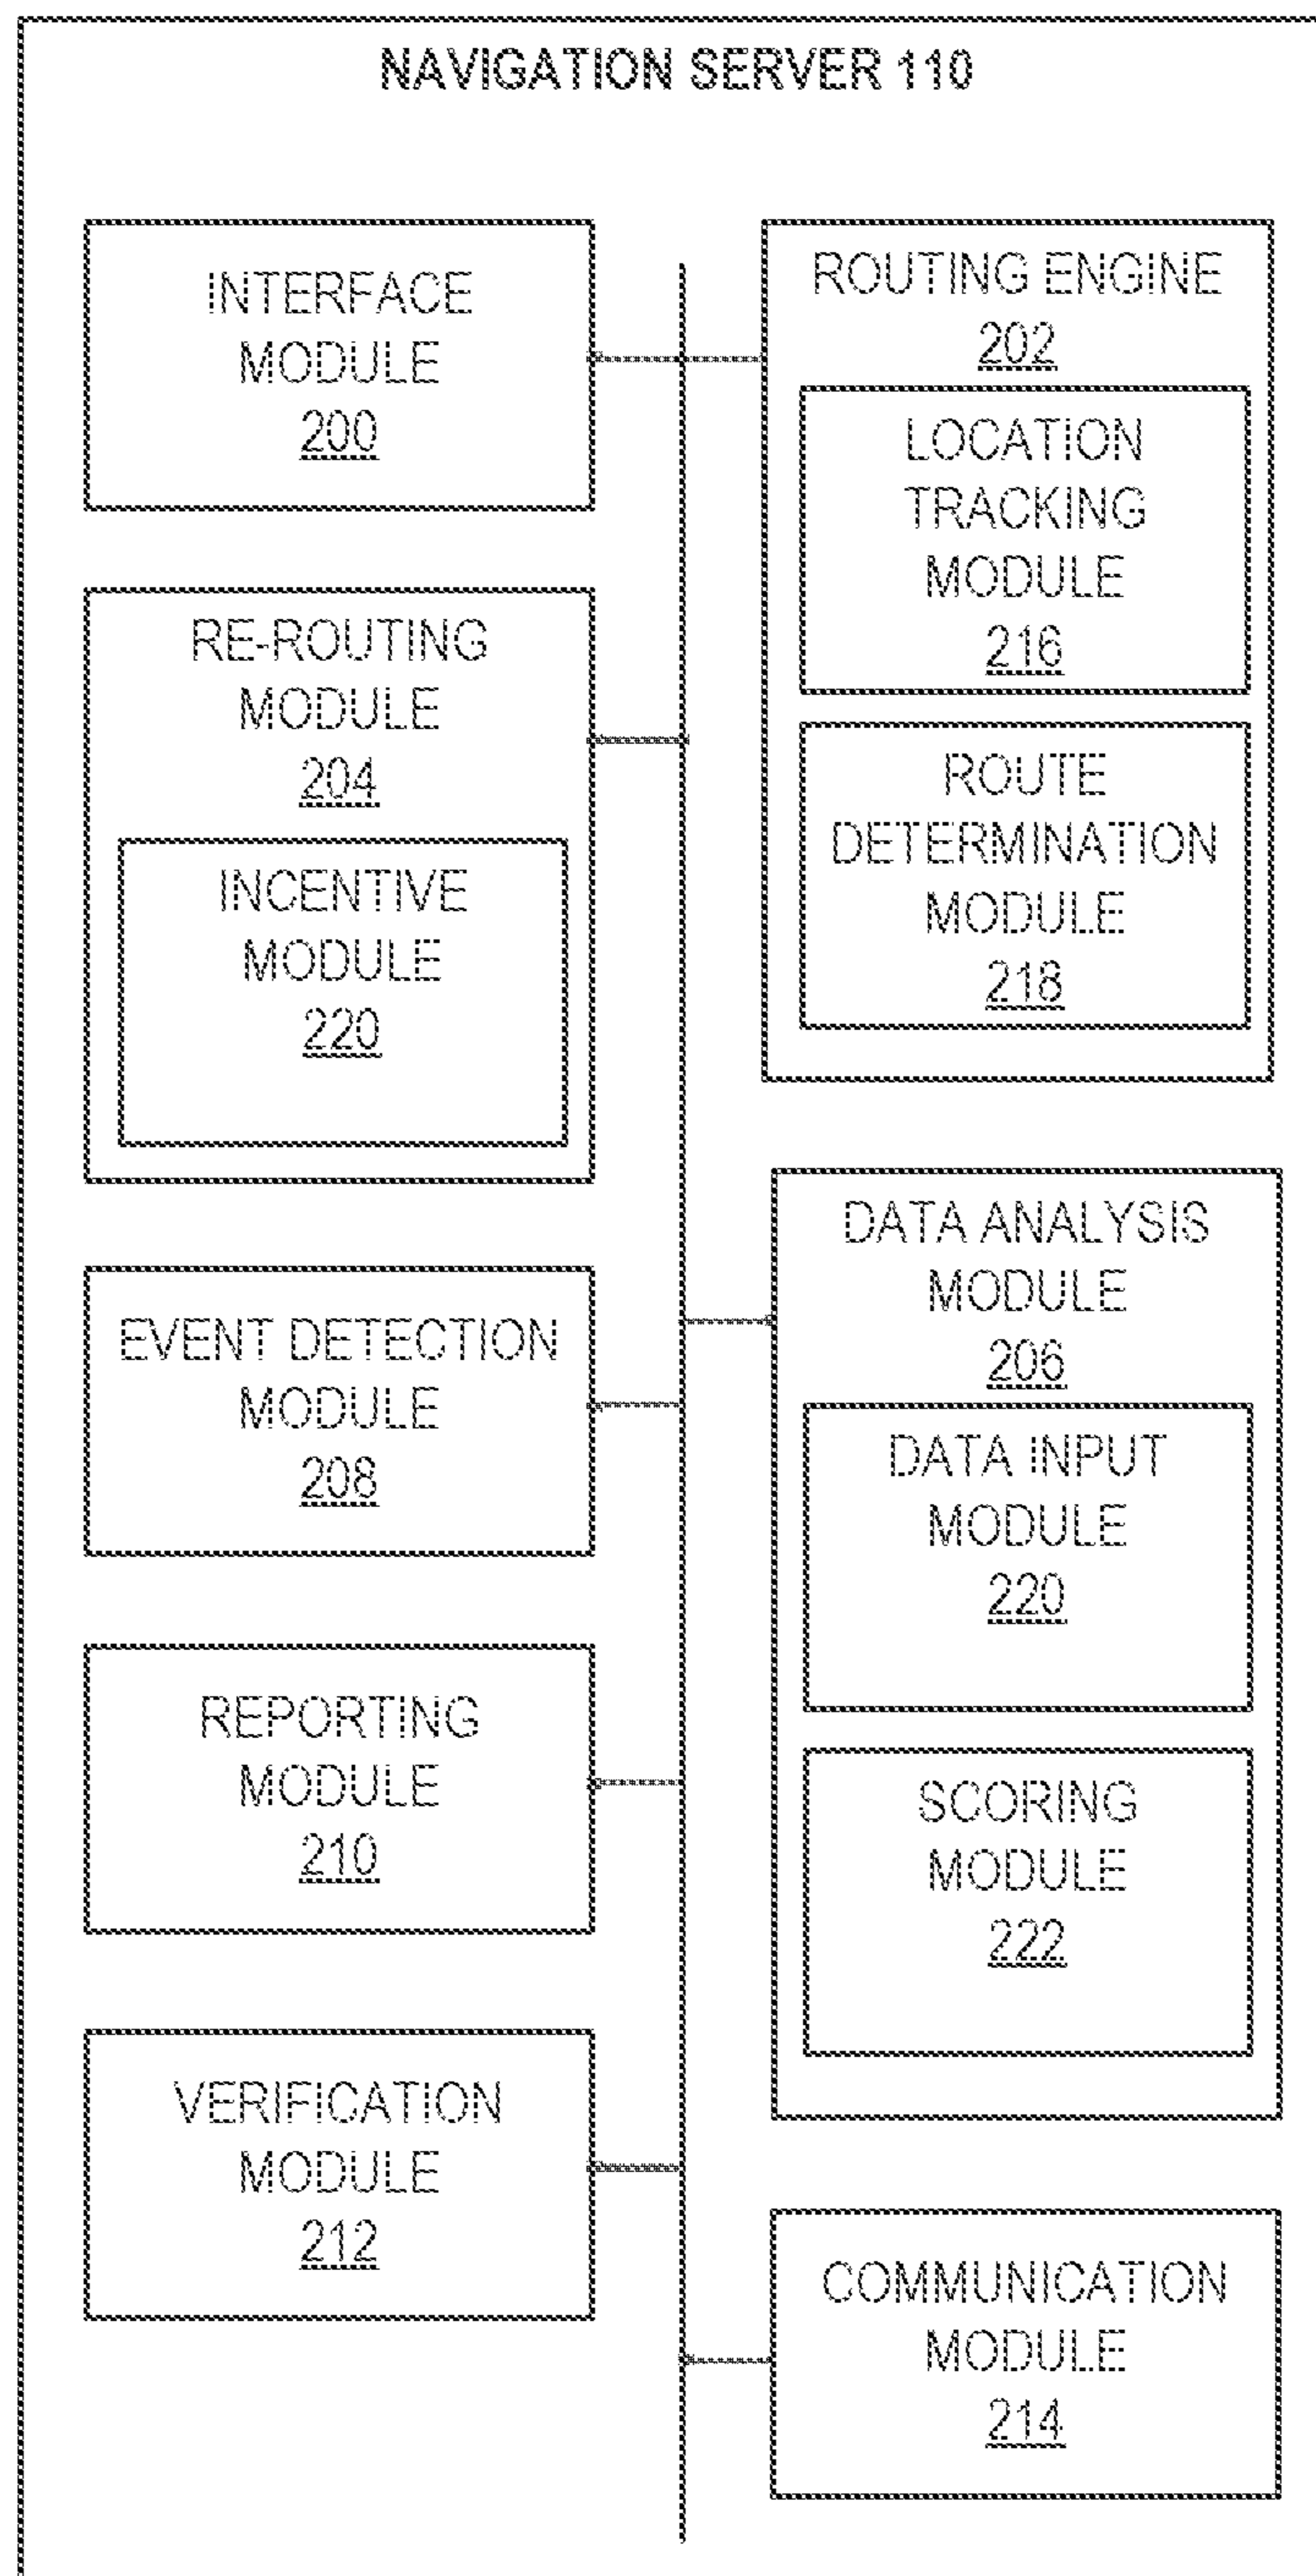 NAVIGATION SERVER 110
INTERFACE
MODULE
200
ROUTING ENGINE
202
LOCATION
TRACKING
MODULE
216
ROUTE
DETERMINATION
MODULE
218
RE-ROUTING
MODULE
204
INCENTIVE
MODULE
220
DATA ANALYSIS
MODULE
206
DATA INPUT
MODULE
220
SCORING
MODULE
222
EVENT DETECTION
MODULE
208
REPORTING
MODULE
210
VERIFICATION
MODULE
212
COMMUNICATION
MODULE
214